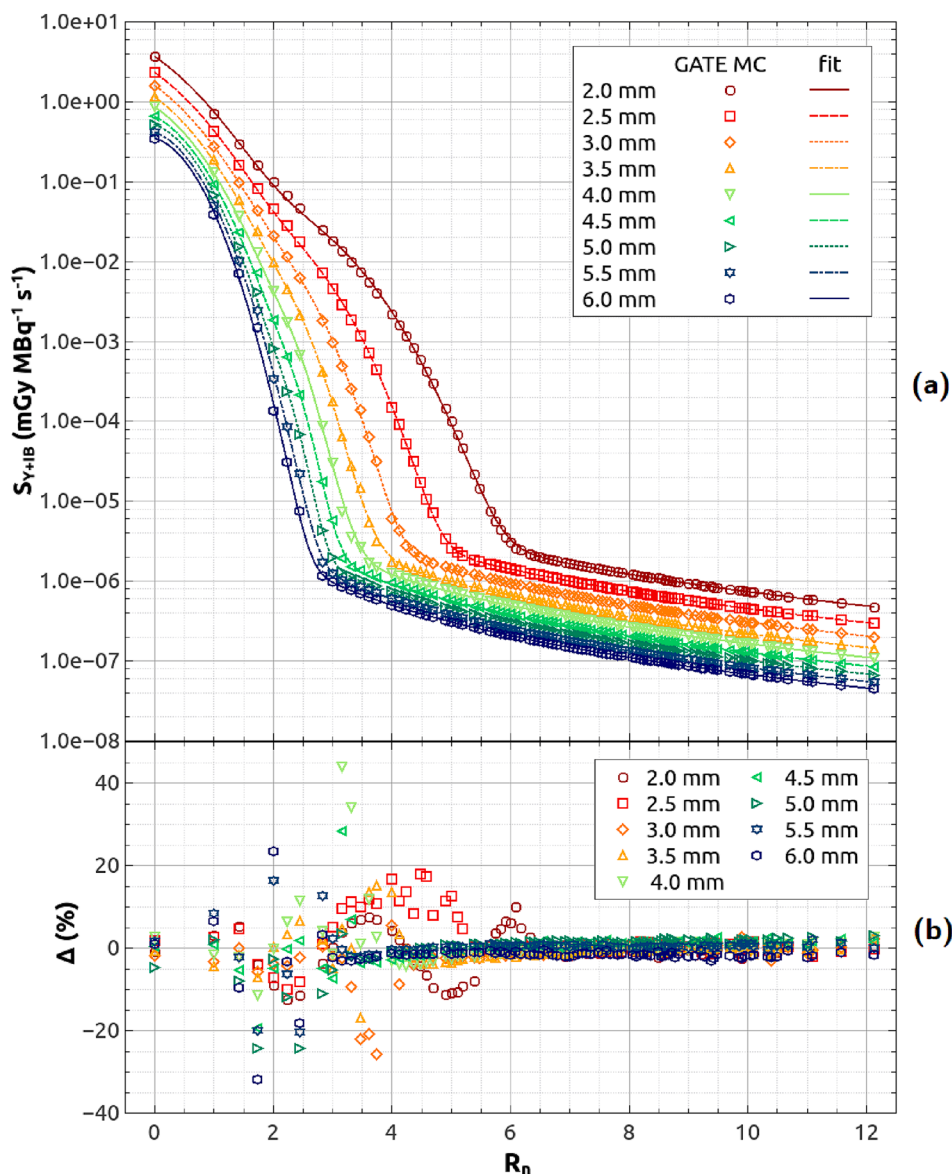 1.0e+01
1.0e+00
1.0e−01
1.0e−02
1.0e−03
1.0e−04
1.0e−05
1.0e−06
1.0e−07
1.0e−08
S_Y+IB (mGy MBq⁻¹ s⁻¹)
GATE MC fit
2.0 mm
2.5 mm
3.0 mm
3.5 mm
4.0 mm
4.5 mm
5.0 mm
5.5 mm
6.0 mm
(a)
40
20
0
−20
−40
Δ (%)
2.0 mm 4.5 mm
2.5 mm 5.0 mm
3.0 mm 5.5 mm
3.5 mm 6.0 mm
4.0 mm
(b)
0 2 4 6 8 10 12
Rₙ